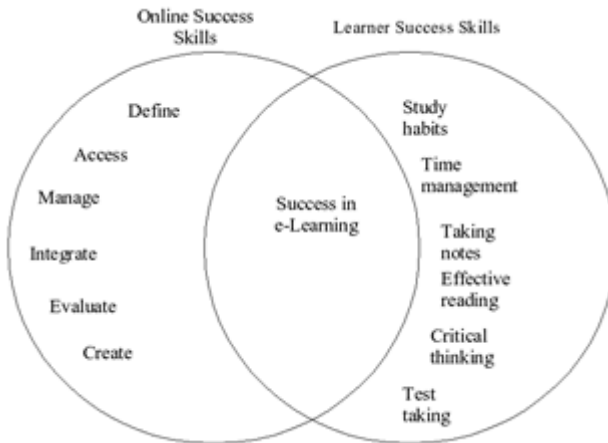 Online Success
Skills
Learner Success Skills
Define
Access
Manage
Integrate
Evaluate
Create
Success in
e-Learning
Study
habits
Time
management
Taking
notes
Effective
reading
Critical
thinking
Test
taking